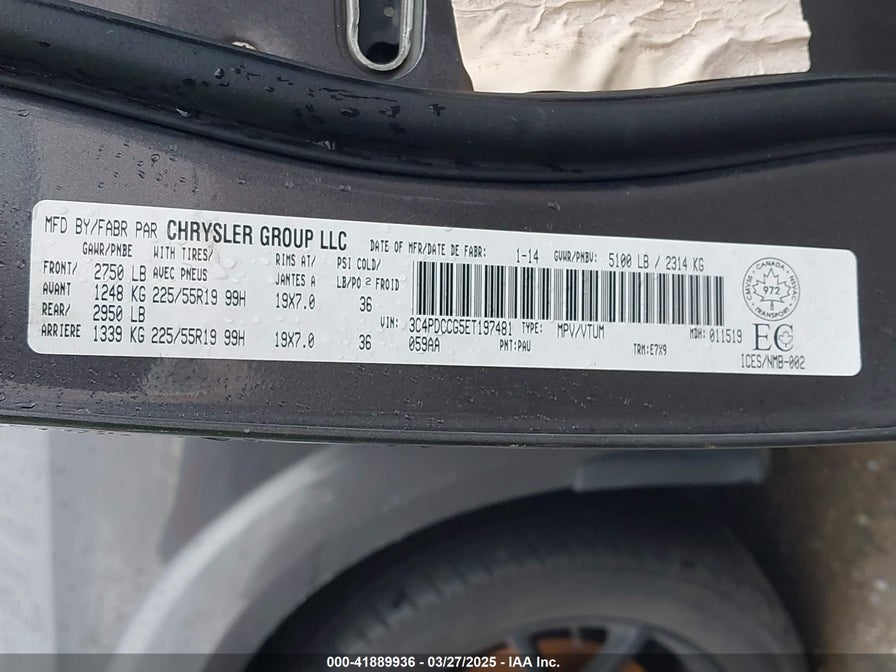 MFD BY/FABR PAR CHRYSLER GROUP LLC DATE OF MFR/DATE DE FABR: 1-14 GVWR/PNBV: 5100 LB / 2314 KG
GAWR/PNBE WITH TIRES/ RIMS AT/ PSI COLD/
FRONT/ 2750 LB AVEC PNEUS JANTES A LB/PO² FROID
AVANT 1248 KG 225/55R19 99H 19X7.0 36
REAR/ 2950 LB
ARRIERE 1339 KG 225/55R19 99H 19X7.0 36
VIN: 3C4PDCCG5ET197481 TYPE: MPV/VTUM MDH: 011519
059AA PNT:PAU TRM:E7X9
CANADA
CMVSS NSVAC
972
TRANSPORT
EC
ICES/NMB-002
000-41889936 - 03/27/2025 - IAA Inc.